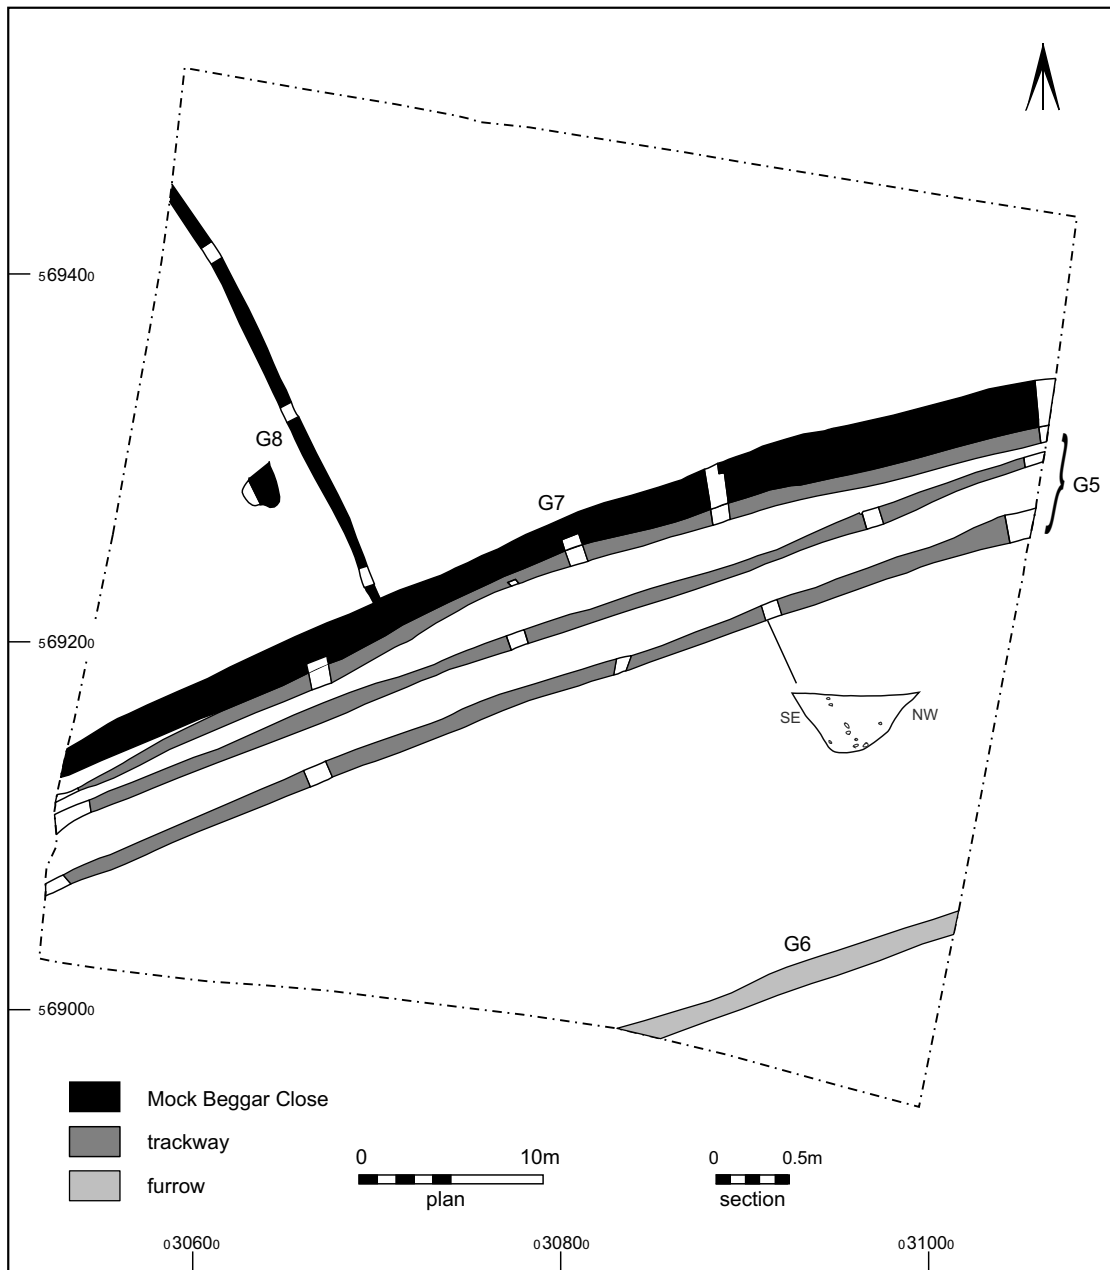 569400
G8
G7
G5
569200
SE
NW
G6
569000
Mock Beggar Close
trackway
furrow
0 10m
plan
0 0.5m
section
030600
030800
031000